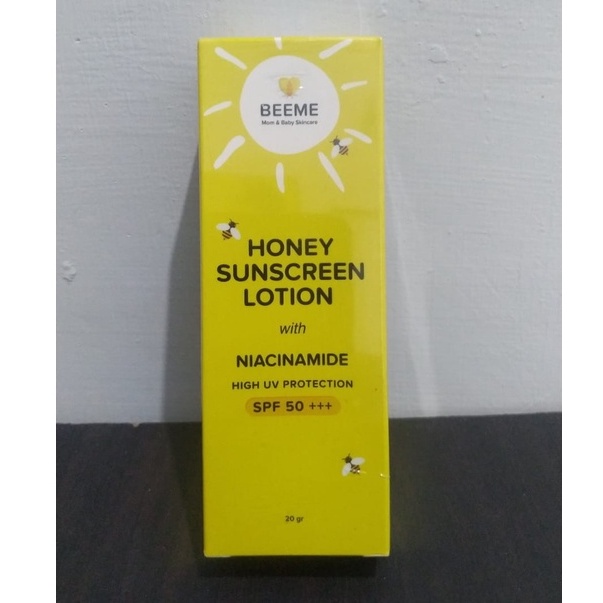 BEEME
Mom & Baby Skincare
HONEY
SUNSCREEN
LOTION
with
NIACINAMIDE
HIGH UV PROTECTION
SPF 50 +++
20 gr